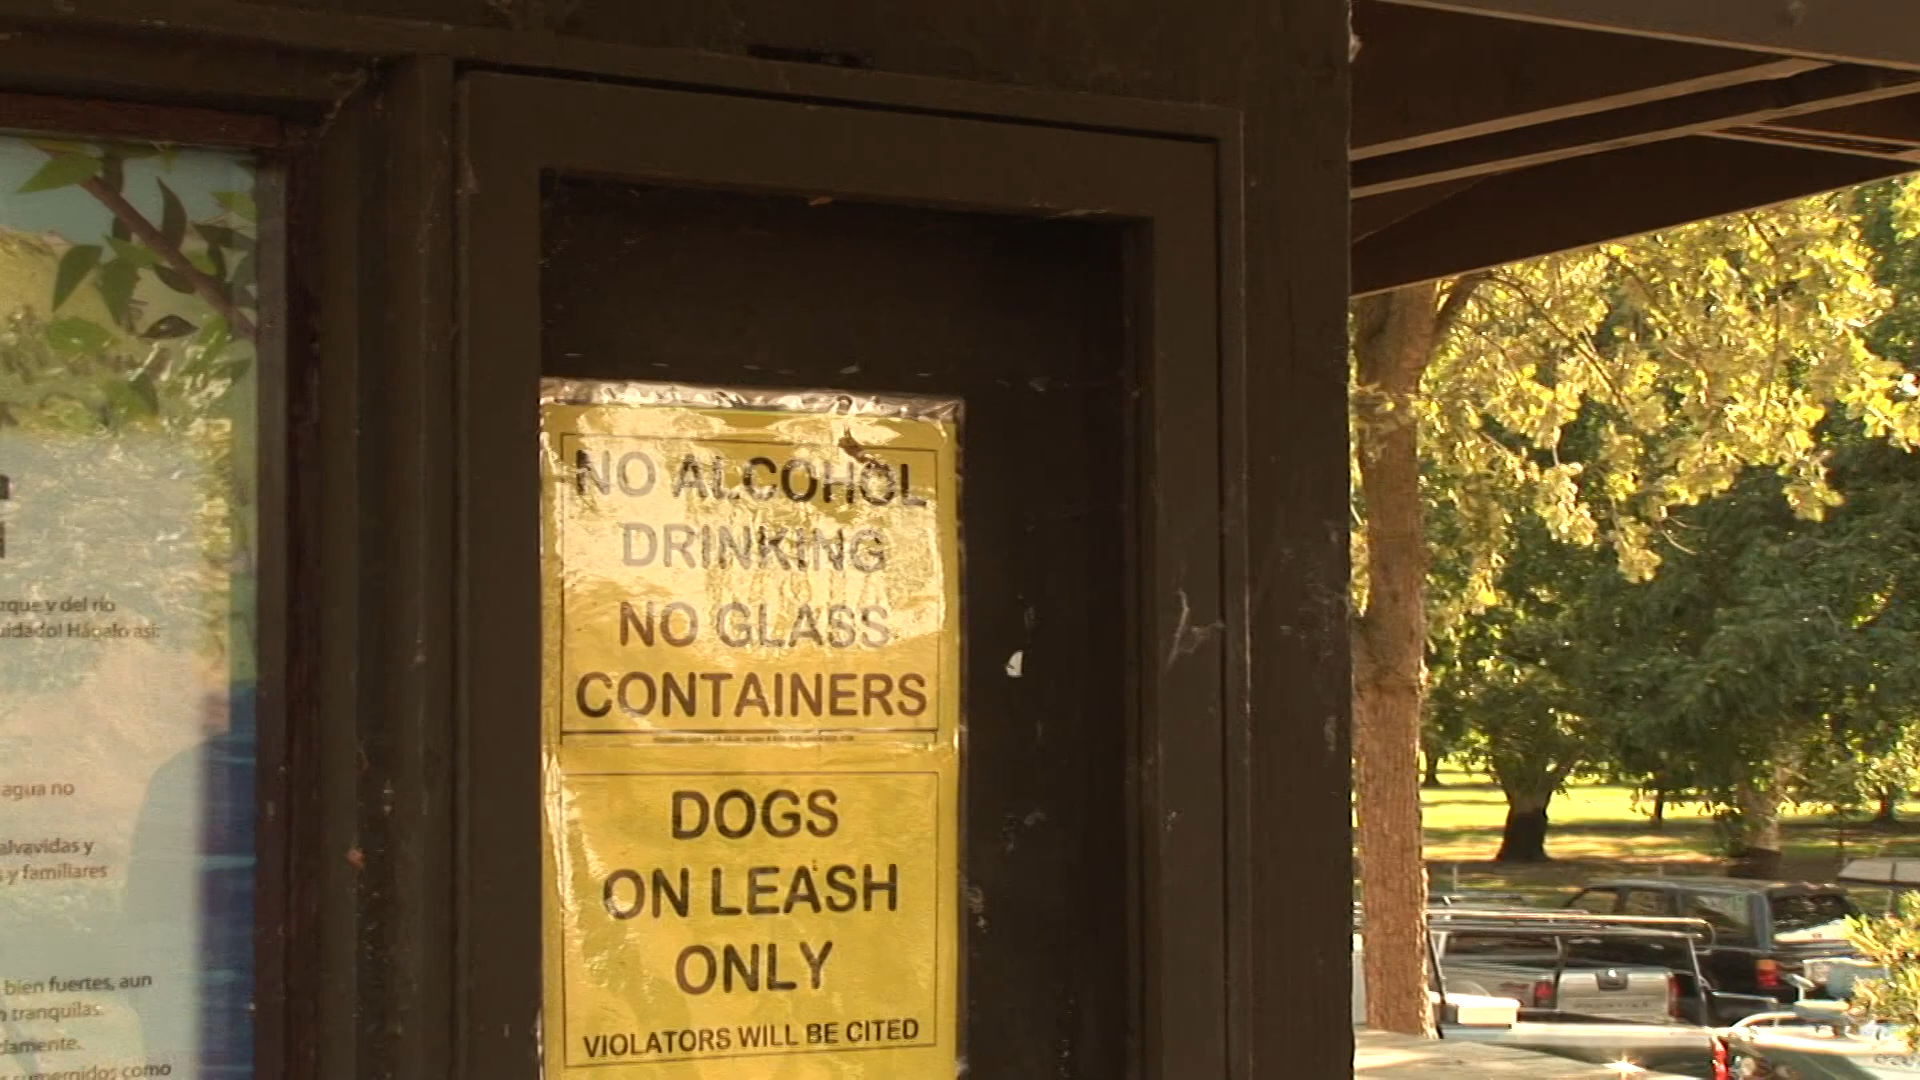 rque y del río
uidado! Hágalo así:
agua no
alvavidas y
s y familiares
bien fuertes, aun
n tranquilas.
damente.
sumergidos como
NO ALCOHOL
DRINKING
NO GLASS
CONTAINERS
DOGS
ON LEASH
ONLY
VIOLATORS WILL BE CITED